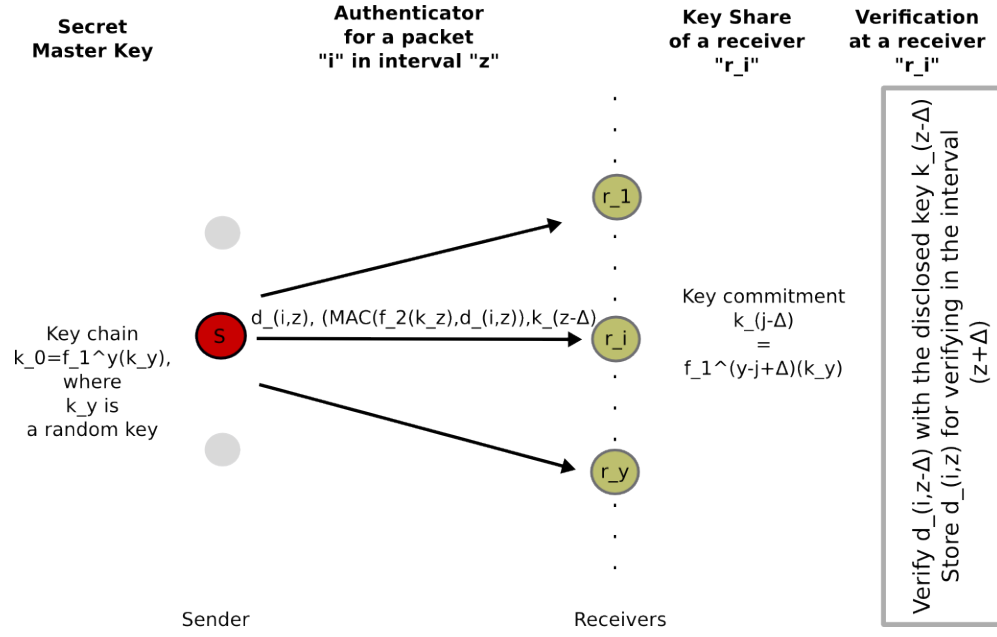 Secret
Master Key
Authenticator
for a packet
"i" in interval "z"
Key Share
of a receiver
"r_i"
Verification
at a receiver
"r_i"
r_1
Key chain
k_0=f_1^y(k_y),
where
k_y is
a random key
S
d_(i,z), (MAC(f_2(k_z),d_(i,z)),k_(z-Δ)
r_i
Key commitment
k_(j-Δ)
=
f_1^(y-j+Δ)(k_y)
r_y
Verify d_(i,z-Δ) with the disclosed key k_(z-Δ)
Store d_(i,z) for verifying in the interval
(z+Δ)
Sender
Receivers